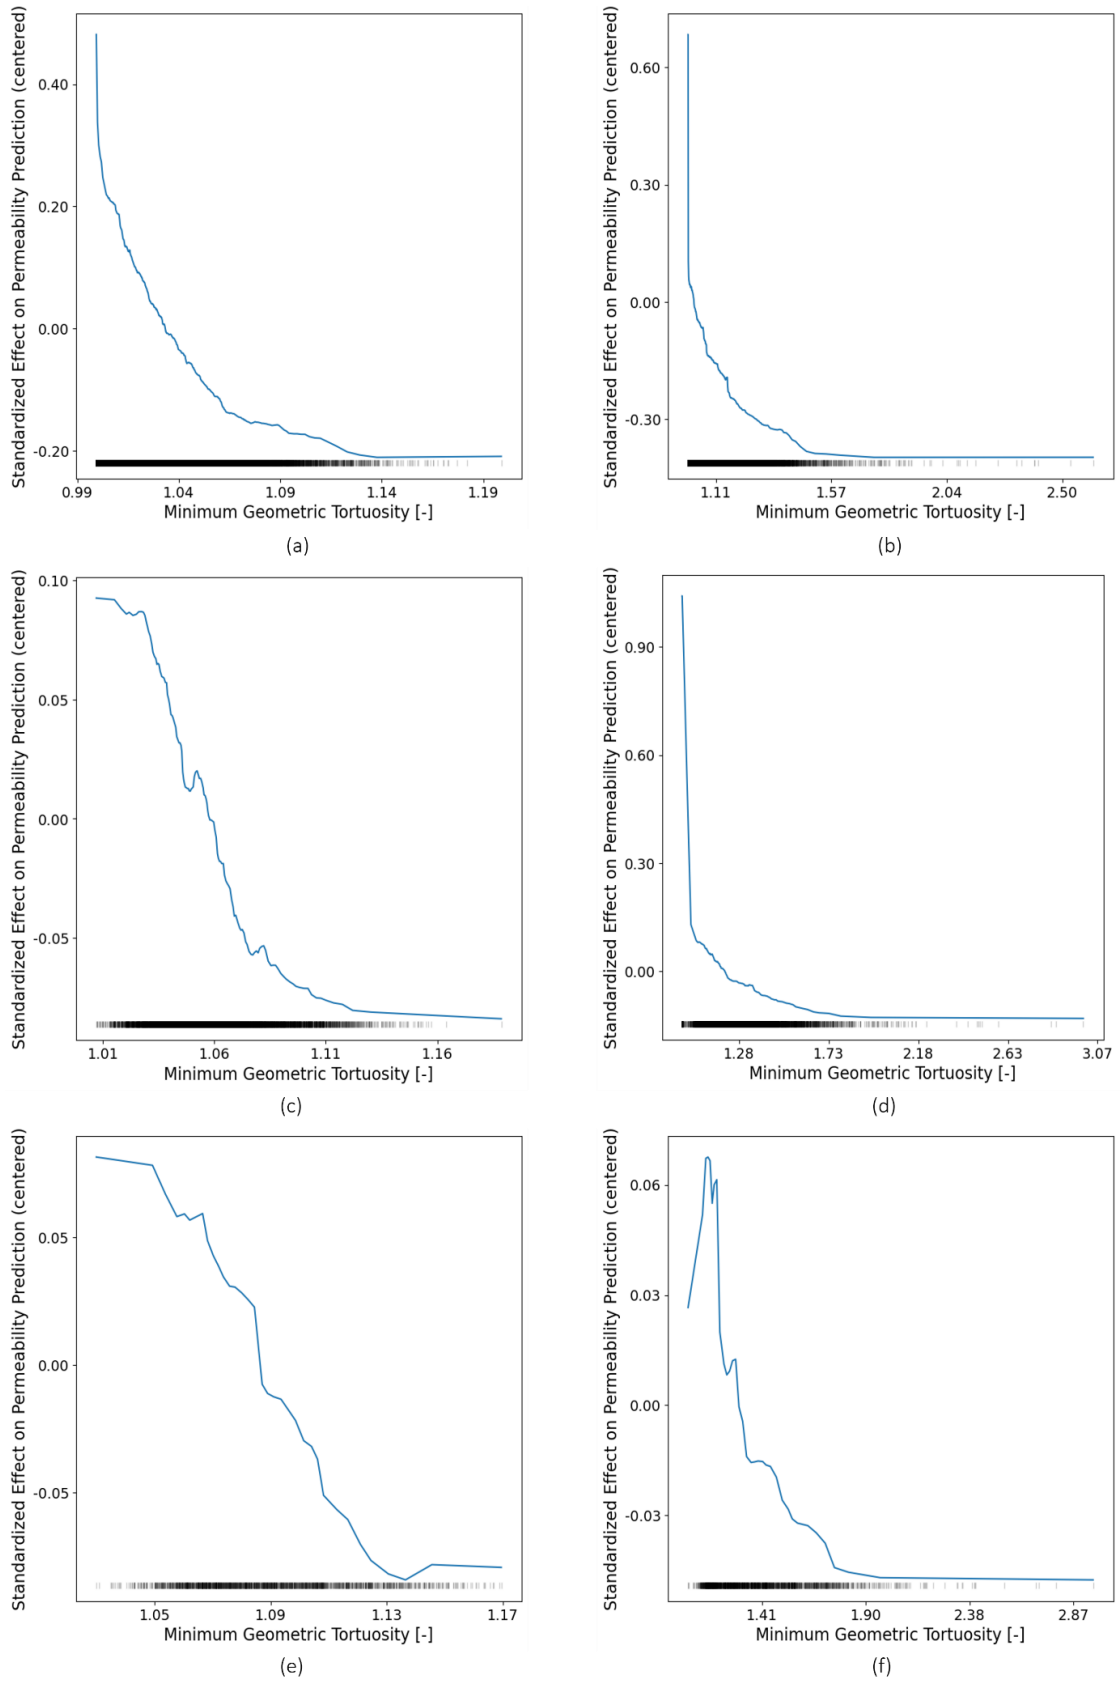 Standardized Effect on Permeability Prediction (centered)
0.40
0.20
0.00
-0.20
0.99 1.04 1.09 1.14 1.19
Minimum Geometric Tortuosity [-]
(a)
Standardized Effect on Permeability Prediction (centered)
0.60
0.30
0.00
-0.30
1.11 1.57 2.04 2.50
Minimum Geometric Tortuosity [-]
(b)
Standardized Effect on Permeability Prediction (centered)
0.10
0.05
0.00
-0.05
1.01 1.06 1.11 1.16
Minimum Geometric Tortuosity [-]
(c)
Standardized Effect on Permeability Prediction (centered)
0.90
0.60
0.30
0.00
1.28 1.73 2.18 2.63 3.07
Minimum Geometric Tortuosity [-]
(d)
Standardized Effect on Permeability Prediction (centered)
0.05
0.00
-0.05
1.05 1.09 1.13 1.17
Minimum Geometric Tortuosity [-]
(e)
Standardized Effect on Permeability Prediction (centered)
0.06
0.03
0.00
-0.03
1.41 1.90 2.38 2.87
Minimum Geometric Tortuosity [-]
(f)